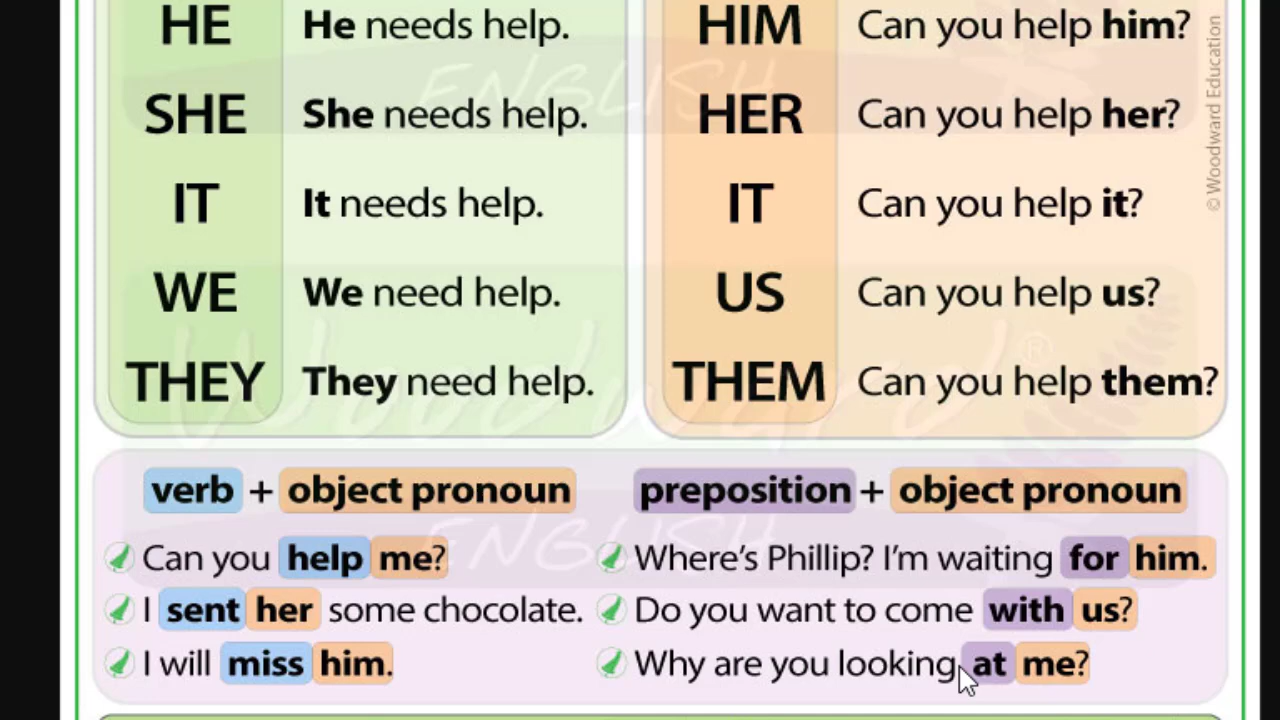 HE He needs help. HIM Can you help him?
SHE She needs help. HER Can you help her?
IT It needs help. IT Can you help it?
WE We need help. US Can you help us?
THEY They need help. THEM Can you help them?
© Woodward Education
Woodward ®
ENGLISH
verb + object pronoun
Can you help me?
I sent her some chocolate.
I will miss him.
preposition + object pronoun
Where's Phillip? I'm waiting for him.
Do you want to come with us?
Why are you looking at me?